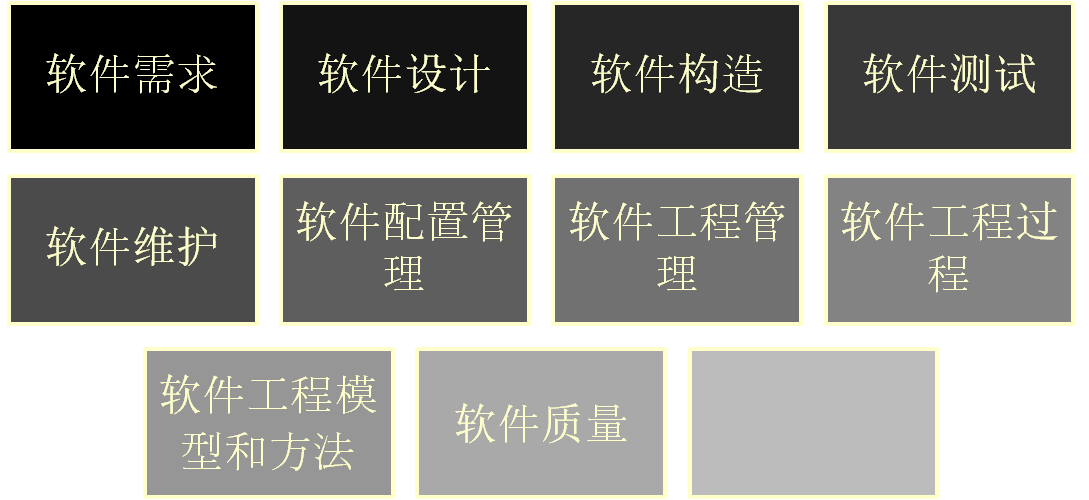 软件需求
软件设计
软件构造
软件测试
软件维护
软件配置管
理
软件工程管
理
软件工程过
程
软件工程模
型和方法
软件质量